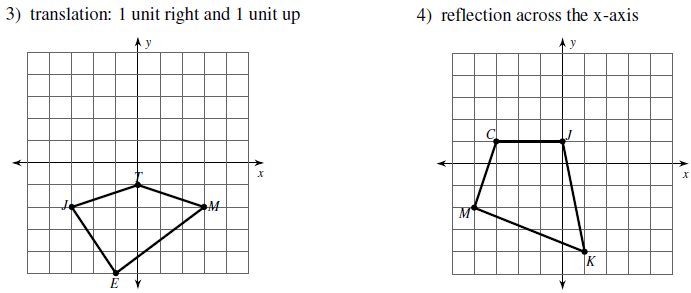 3) translation: 1 unit right and 1 unit up
y
x
T
J
M
E
4) reflection across the x-axis
y
x
C
J
M
K